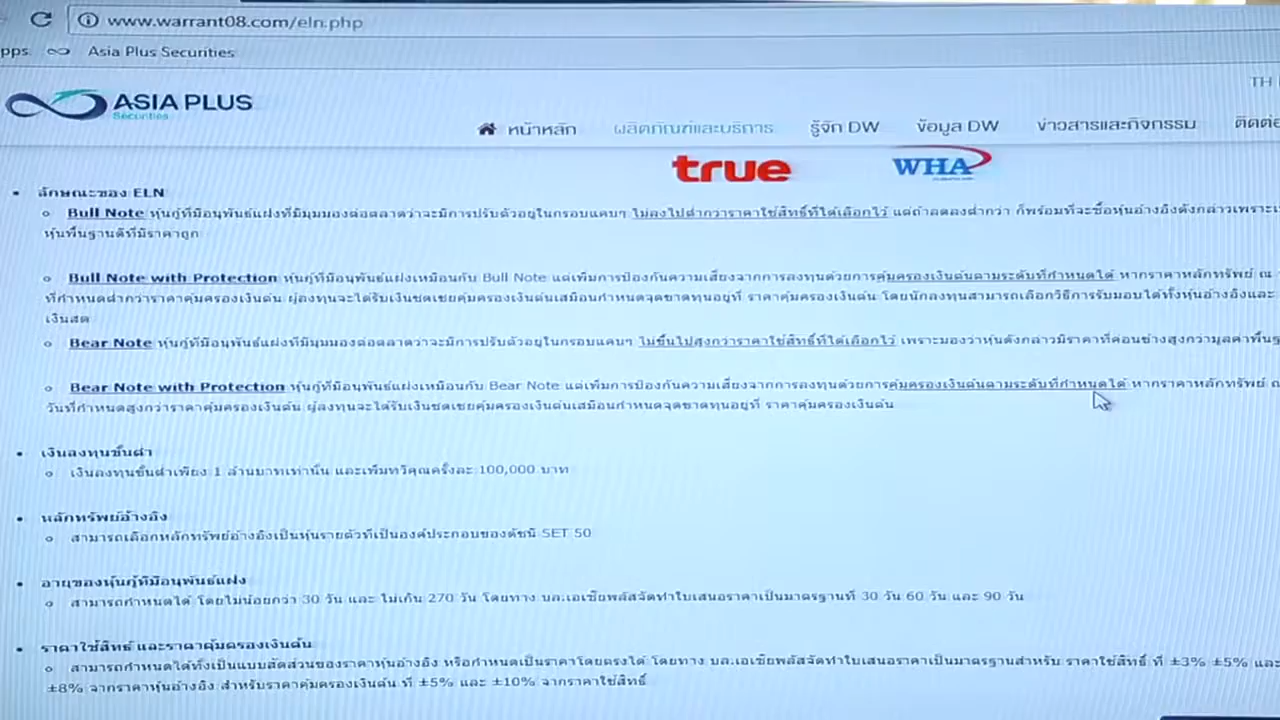 www.warrant08.com/eln.php
pps
Asia Plus Securities
TH
ASIA PLUS
Securities
หน้าหลัก ผลิตภัณฑ์และบริการ รู้จัก DW ข้อมูล DW ข่าวสารและกิจกรรม ติดต่อ
true WHA
ลักษณะของ ELN
Bull Note หุ้นกู้ที่มีอนุพันธ์แฝงที่มีมุมมองต่อตลาดว่าจะมีการปรับตัวอยู่ในกรอบแคบๆ ไม่ลงไปต่ำกว่าราคาใช้สิทธิ์ที่ได้เลือกไว้ แต่ถ้าลดลงต่ำกว่า ก็พร้อมที่จะซื้อหุ้นอ้างอิงดังกล่าวเพราะเ
หุ้นพื้นฐานดีที่มีราคาถูก
Bull Note with Protection หุ้นกู้ที่มีอนุพันธ์แฝงเหมือนกับ Bull Note แต่เพิ่มการป้องกันความเสี่ยงจากการลงทุนด้วยการคุ้มครองเงินต้นตามระดับที่กำหนดได้ หากราคาหลักทรัพย์ ณ
ที่กำหนดต่ำกว่าราคาคุ้มครองเงินต้น ผู้ลงทุนจะได้รับเงินชดเชยคุ้มครองเงินต้นเสมือนกำหนดจุดขาดทุนอยู่ที่ ราคาคุ้มครองเงินต้น โดยนักลงทุนสามารถเลือกวิธีการรับมอบได้ทั้งหุ้นอ้างอิงและ
เงินสด
Bear Note หุ้นกู้ที่มีอนุพันธ์แฝงที่มีมุมมองต่อตลาดว่าจะมีการปรับตัวอยู่ในกรอบแคบๆ ไม่ขึ้นไปสูงกว่าราคาใช้สิทธิ์ที่ได้เลือกไว้ เพราะมองว่าหุ้นดังกล่าวมีราคาที่ค่อนข้างสูงกว่ามูลค่าพื้นฐ
Bear Note with Protection หุ้นกู้ที่มีอนุพันธ์แฝงเหมือนกับ Bear Note แต่เพิ่มการป้องกันความเสี่ยงจากการลงทุนด้วยการคุ้มครองเงินต้นตามระดับที่กำหนดได้ หากราคาหลักทรัพย์ ณ
วันที่กำหนดสูงกว่าราคาคุ้มครองเงินต้น ผู้ลงทุนจะได้รับเงินชดเชยคุ้มครองเงินต้นเสมือนกำหนดจุดขาดทุนอยู่ที่ ราคาคุ้มครองเงินต้น
เงินลงทุนขั้นต่ำ
เงินลงทุนขั้นต่ำเพียง 1 ล้านบาทเท่านั้น และเพิ่มทวีคูณครั้งละ 100,000 บาท
หลักทรัพย์อ้างอิง
สามารถเลือกหลักทรัพย์อ้างอิงเป็นหุ้นรายตัวที่เป็นองค์ประกอบของดัชนี SET 50
อายุของหุ้นกู้ที่มีอนุพันธ์แฝง
สามารถกำหนดได้ โดยไม่น้อยกว่า 30 วัน และ ไม่เกิน 270 วัน โดยทาง บล.เอเซียพลัสจัดทำใบเสนอราคาเป็นมาตรฐานที่ 30 วัน 60 วัน และ 90 วัน
ราคาใช้สิทธิ์ และราคาคุ้มครองเงินต้น
สามารถกำหนดได้ทั้งเป็นแบบสัดส่วนของราคาหุ้นอ้างอิง หรือกำหนดเป็นราคาโดยตรงได้ โดยทาง บล.เอเซียพลัสจัดทำใบเสนอราคาเป็นมาตรฐานสำหรับ ราคาใช้สิทธิ์ ที่ ±3% ±5% และ
±8% จากราคาหุ้นอ้างอิง สำหรับราคาคุ้มครองเงินต้น ที่ ±5% และ ±10% จากราคาใช้สิทธิ์